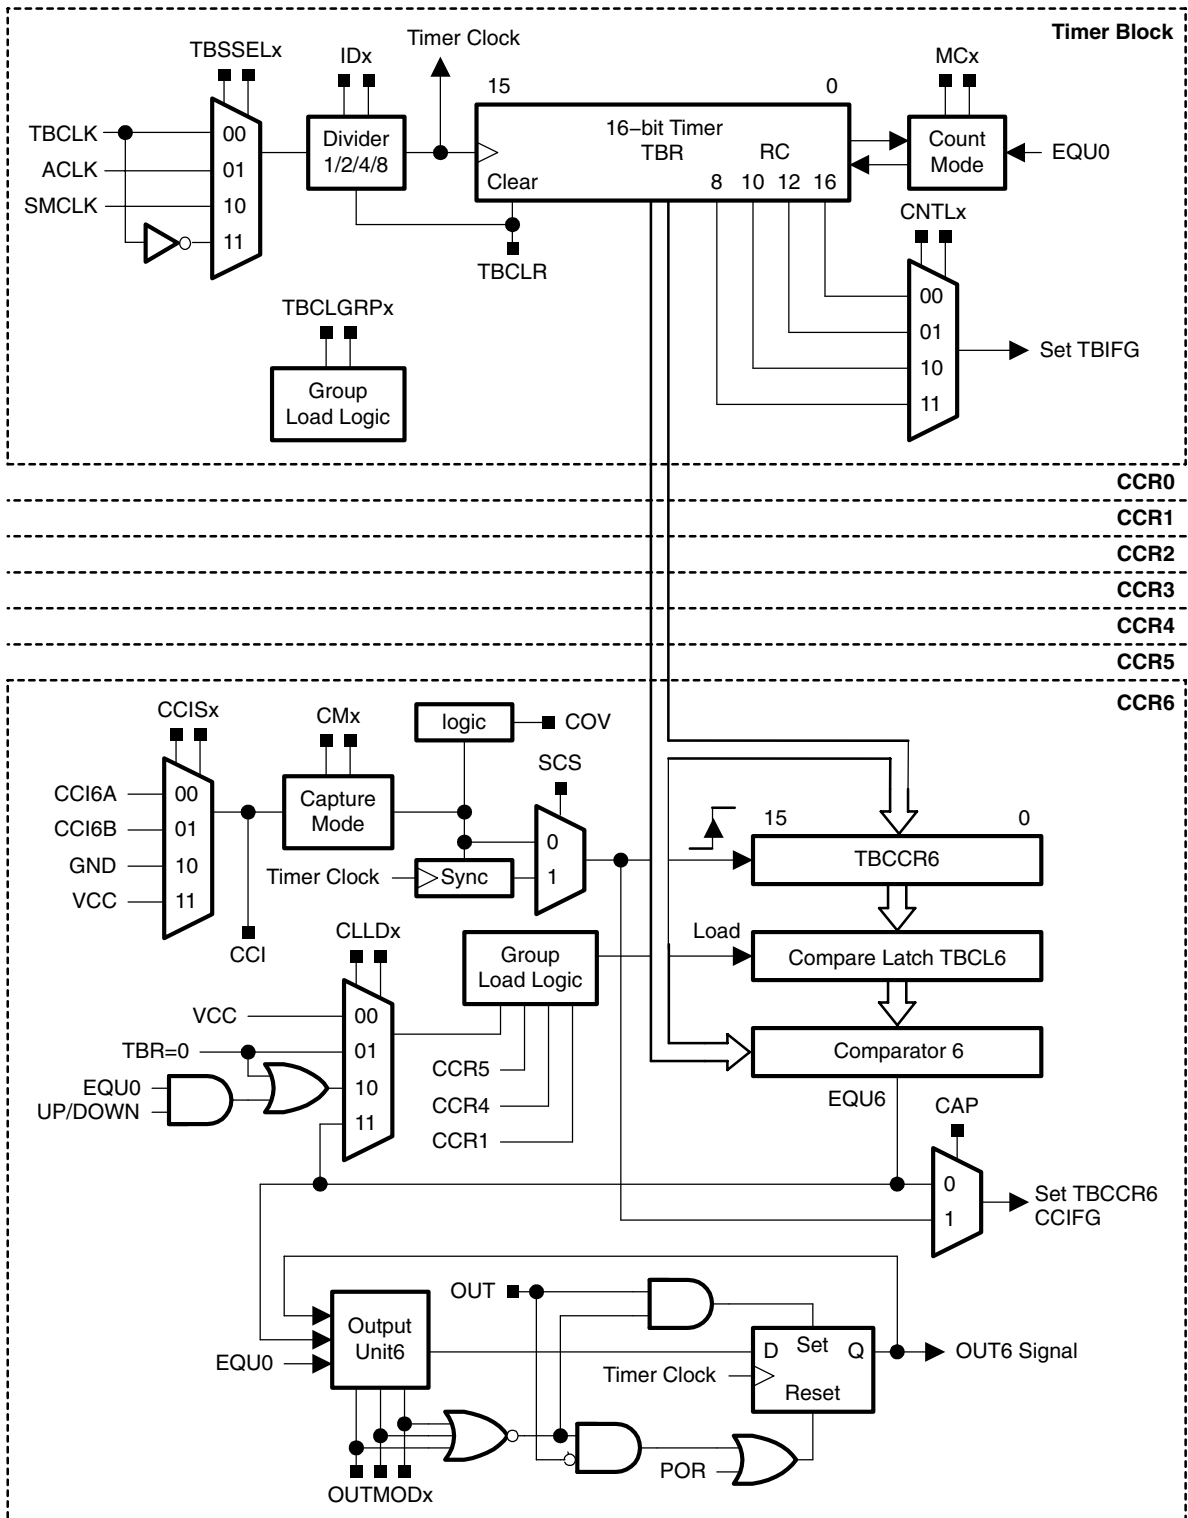 Timer Block
Timer Clock
TBSSELx
IDx
MCx
15
0
TBCLK
00
ACLK
01
SMCLK
10
11
Divider
1/2/4/8
16−bit Timer
TBR
RC
Clear
8
10
12
16
Count
Mode
EQU0
TBCLR
CNTLx
00
01
10
11
Set TBIFG
TBCLGRPx
Group
Load Logic
CCR0
CCR1
CCR2
CCR3
CCR4
CCR5
CCR6
CCISx
CMx
logic
COV
SCS
CCI6A
00
CCI6B
01
GND
10
VCC
11
Capture
Mode
CCI
Timer Clock
Sync
0
1
15
0
TBCCR6
Load
Compare Latch TBCL6
Comparator 6
EQU6
CLLDx
Group
Load Logic
VCC
00
TBR=0
01
EQU0
10
UP/DOWN
11
CCR5
CCR4
CCR1
CAP
0
1
Set TBCCR6
CCIFG
OUT
Output
Unit6
EQU0
Timer Clock
D
Set
Q
Reset
OUT6 Signal
POR
OUTMODx